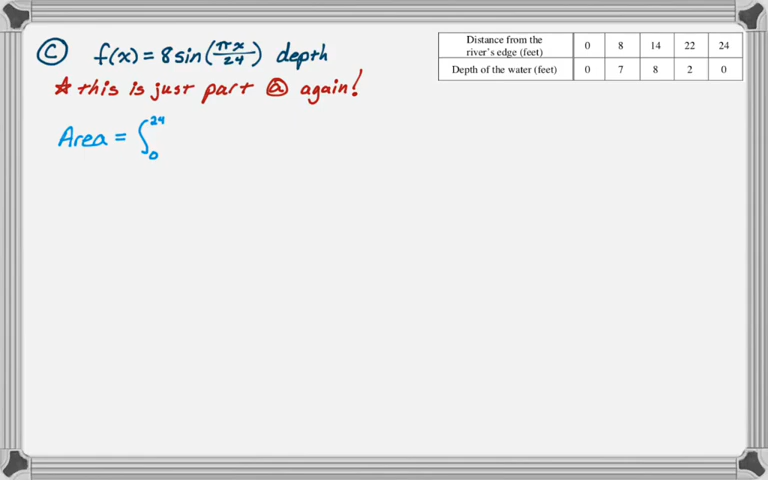 ⓒ f(x) = 8 sin(πx/24) depth
☆ this is just part ⓐ again!
Area = ∫₀²⁴
Distance from the river's edge (feet) 0 8 14 22 24
Depth of the water (feet) 0 7 8 2 0